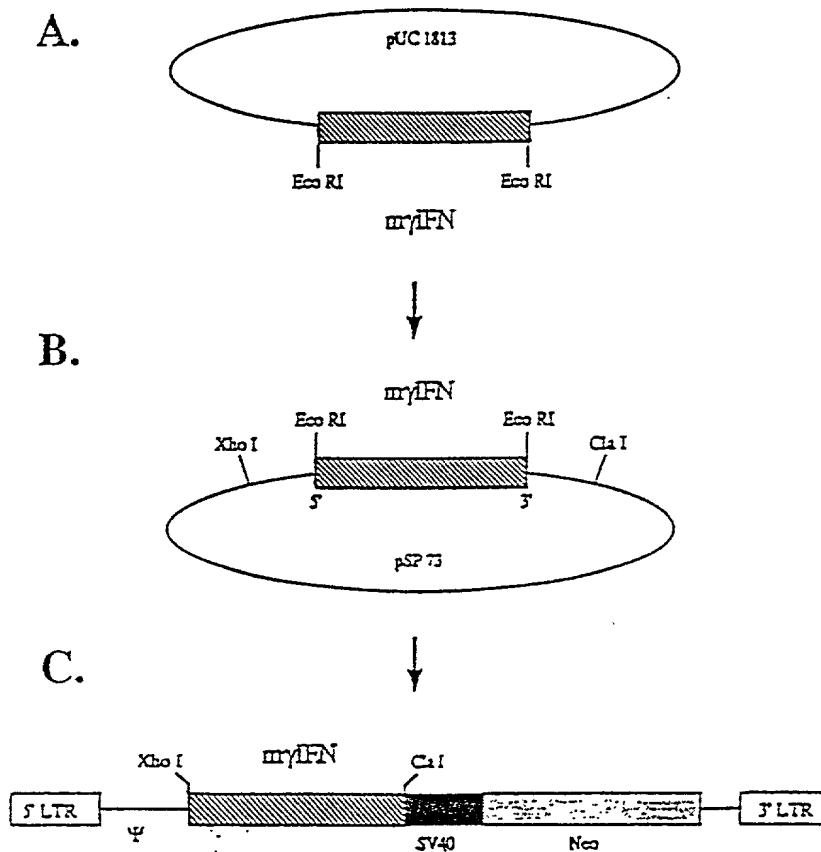 A.
pUC 1813
Eco RI Eco RI
mγIFN
B.
mγIFN
Eco RI Eco RI
Xho I Cla I
5' 3'
pSP 73
C.
mγIFN
Xho I Cla I
5' LTR 3' LTR
Ψ SV40 Neo